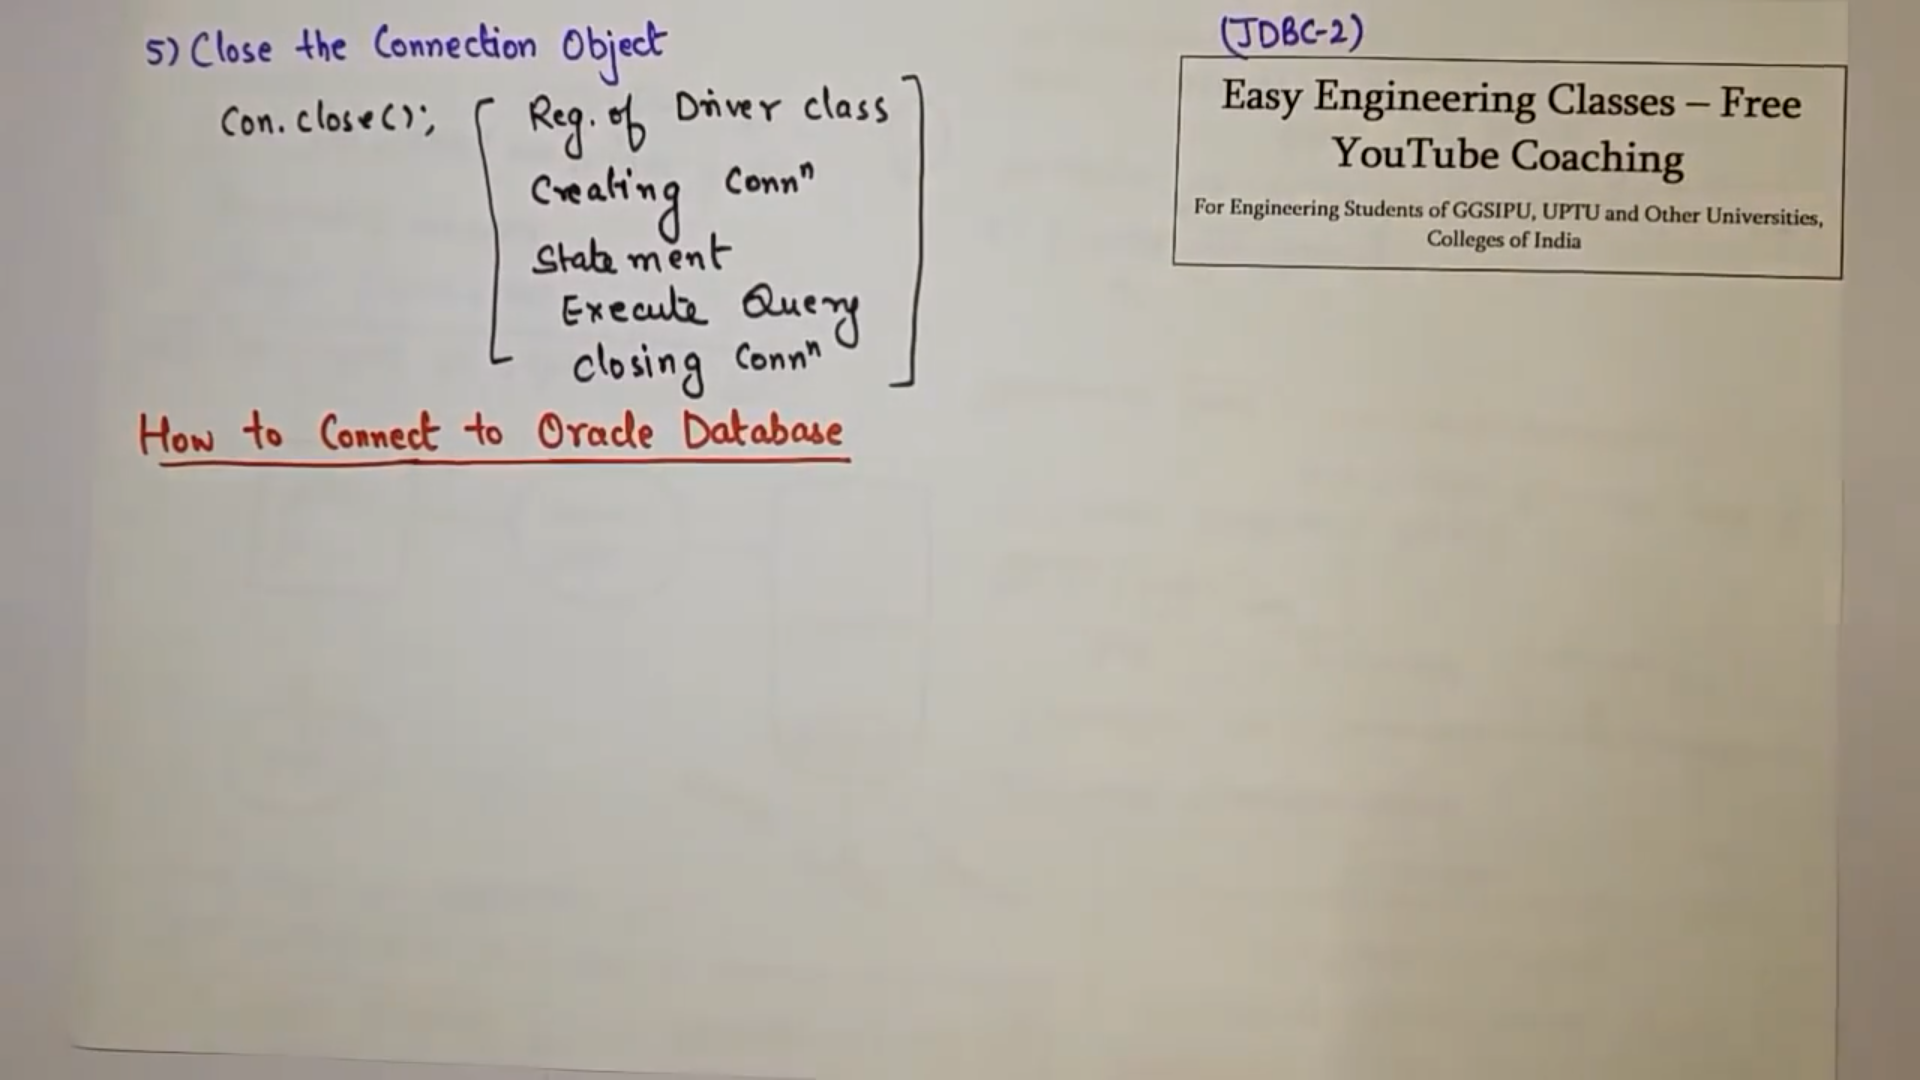 5) Close the Connection Object
Con.close();
Reg. of Driver class
Creating Connⁿ
Statement
Execute Query
closing Connⁿ
How to Connect to Oracle Database
(JDBC-2)
Easy Engineering Classes – Free
YouTube Coaching
For Engineering Students of GGSIPU, UPTU and Other Universities,
Colleges of India